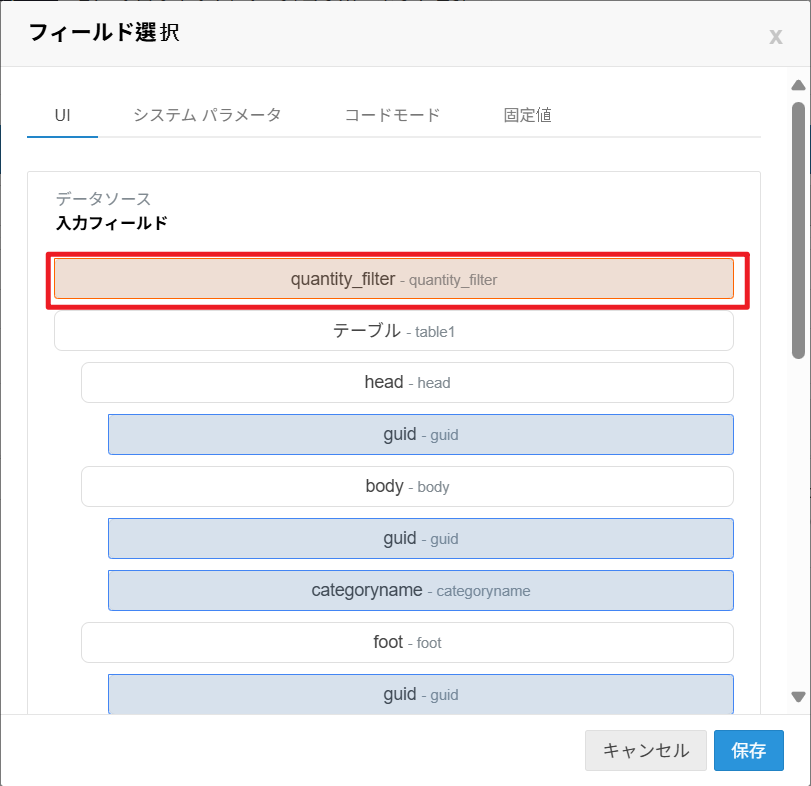 フィールド選択
x
UI
システム パラメータ
コードモード
固定値
データソース
入力フィールド
quantity_filter - quantity_filter
テーブル - table1
head - head
guid - guid
body - body
guid - guid
categoryname - categoryname
foot - foot
guid - guid
キャンセル
保存